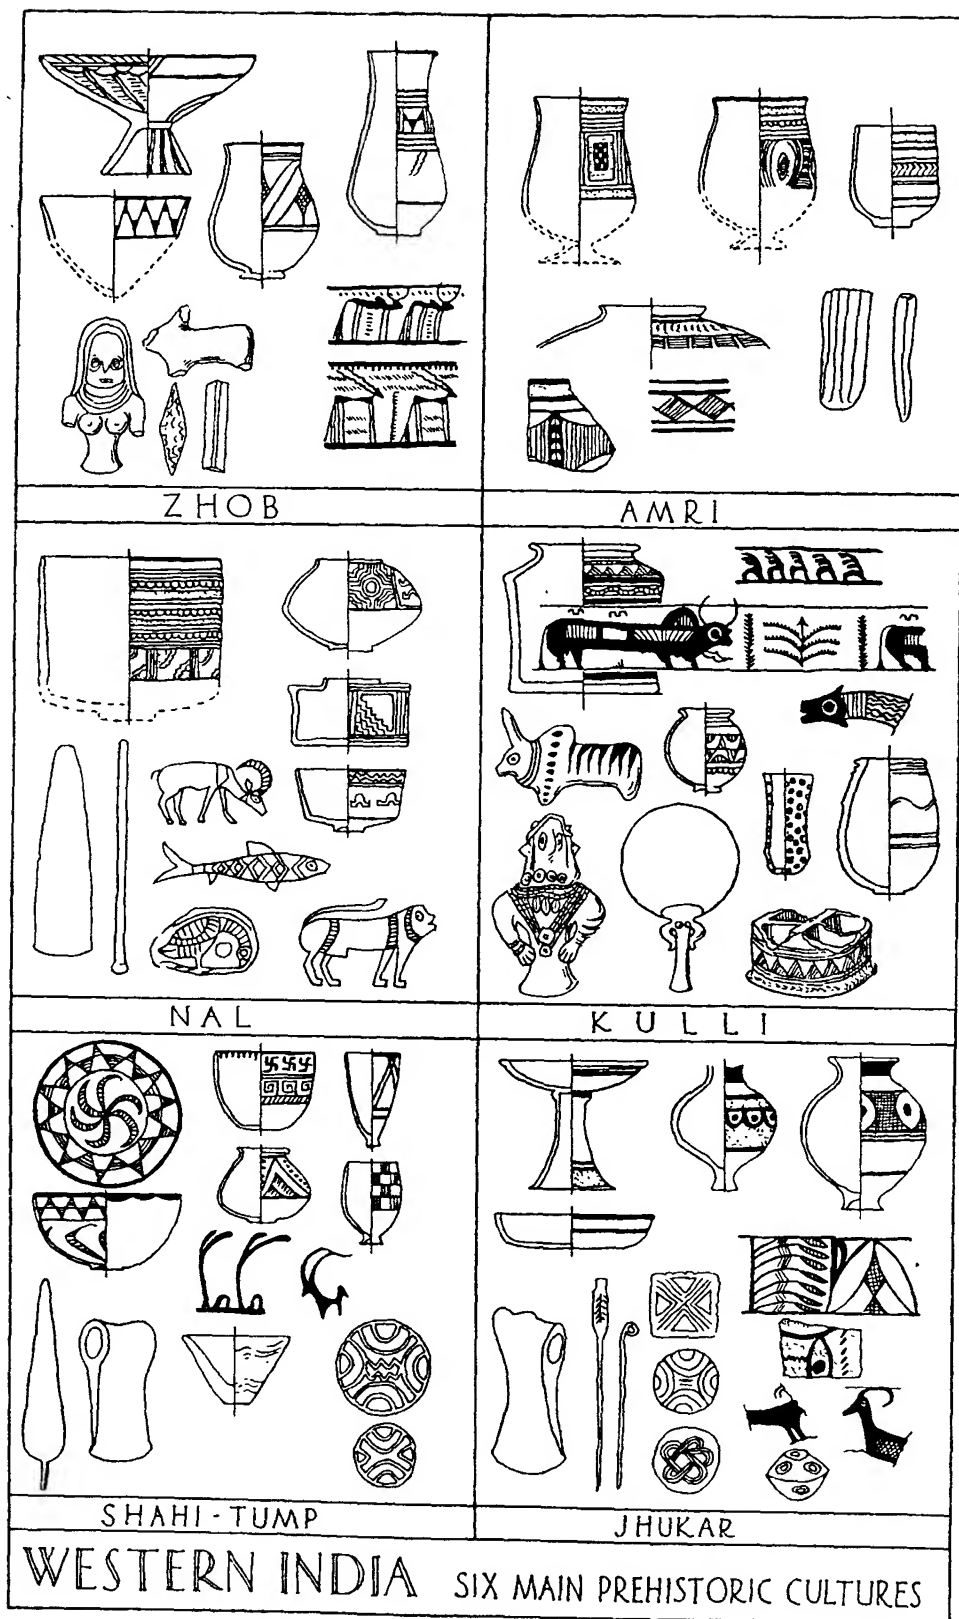 ZHOB
AMRI
NAL
KULLI
SHAHI-TUMP
JHUKAR
WESTERN INDIA SIX MAIN PREHISTORIC CULTURES